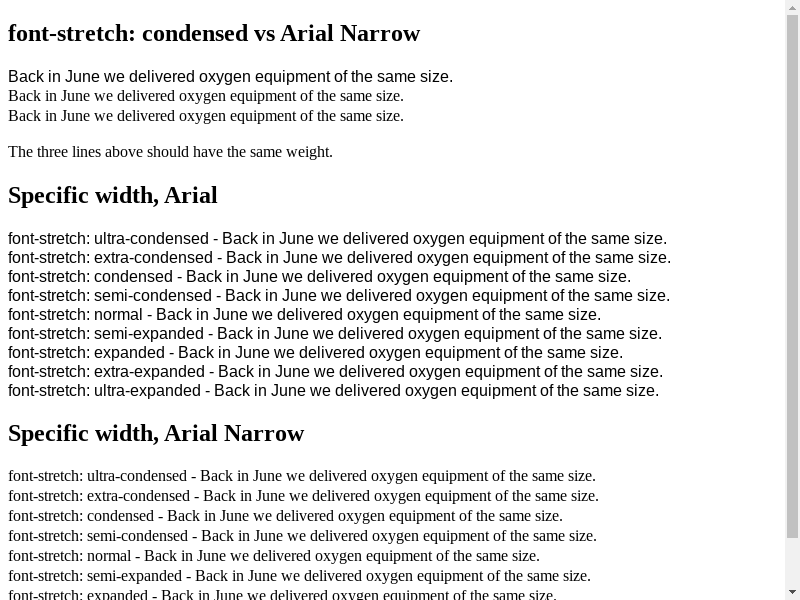 font-stretch: condensed vs Arial Narrow
Back in June we delivered oxygen equipment of the same size.
Back in June we delivered oxygen equipment of the same size.
Back in June we delivered oxygen equipment of the same size.
The three lines above should have the same weight.
Specific width, Arial
font-stretch: ultra-condensed - Back in June we delivered oxygen equipment of the same size.
font-stretch: extra-condensed - Back in June we delivered oxygen equipment of the same size.
font-stretch: condensed - Back in June we delivered oxygen equipment of the same size.
font-stretch: semi-condensed - Back in June we delivered oxygen equipment of the same size.
font-stretch: normal - Back in June we delivered oxygen equipment of the same size.
font-stretch: semi-expanded - Back in June we delivered oxygen equipment of the same size.
font-stretch: expanded - Back in June we delivered oxygen equipment of the same size.
font-stretch: extra-expanded - Back in June we delivered oxygen equipment of the same size.
font-stretch: ultra-expanded - Back in June we delivered oxygen equipment of the same size.
Specific width, Arial Narrow
font-stretch: ultra-condensed - Back in June we delivered oxygen equipment of the same size.
font-stretch: extra-condensed - Back in June we delivered oxygen equipment of the same size.
font-stretch: condensed - Back in June we delivered oxygen equipment of the same size.
font-stretch: semi-condensed - Back in June we delivered oxygen equipment of the same size.
font-stretch: normal - Back in June we delivered oxygen equipment of the same size.
font-stretch: semi-expanded - Back in June we delivered oxygen equipment of the same size.
font-stretch: expanded - Back in June we delivered oxygen equipment of the same size.